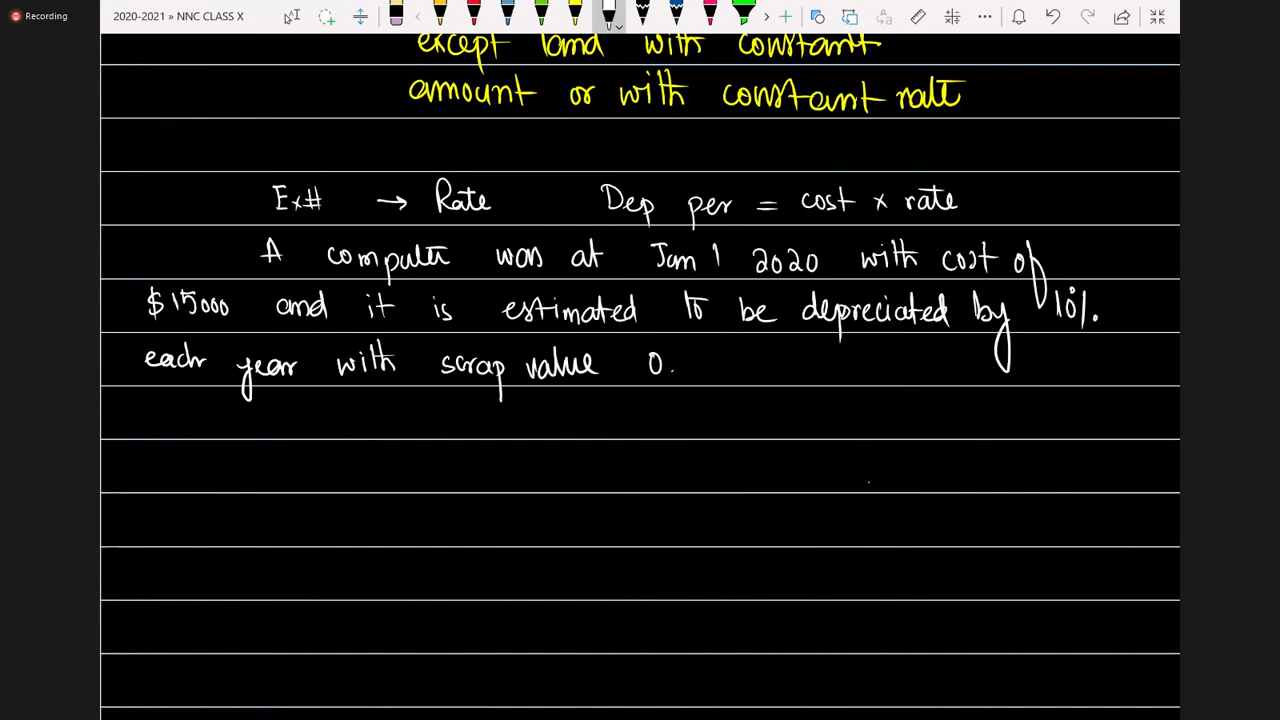 Recording
2020-2021 » NNC CLASS X
except land with constant
amount or with constant rate
Ex# → Rate Dep per = cost × rate
A computer was at Jan 1 2020 with cost of
$15000 and it is estimated to be depreciated by 10%.
each year with scrap value 0.